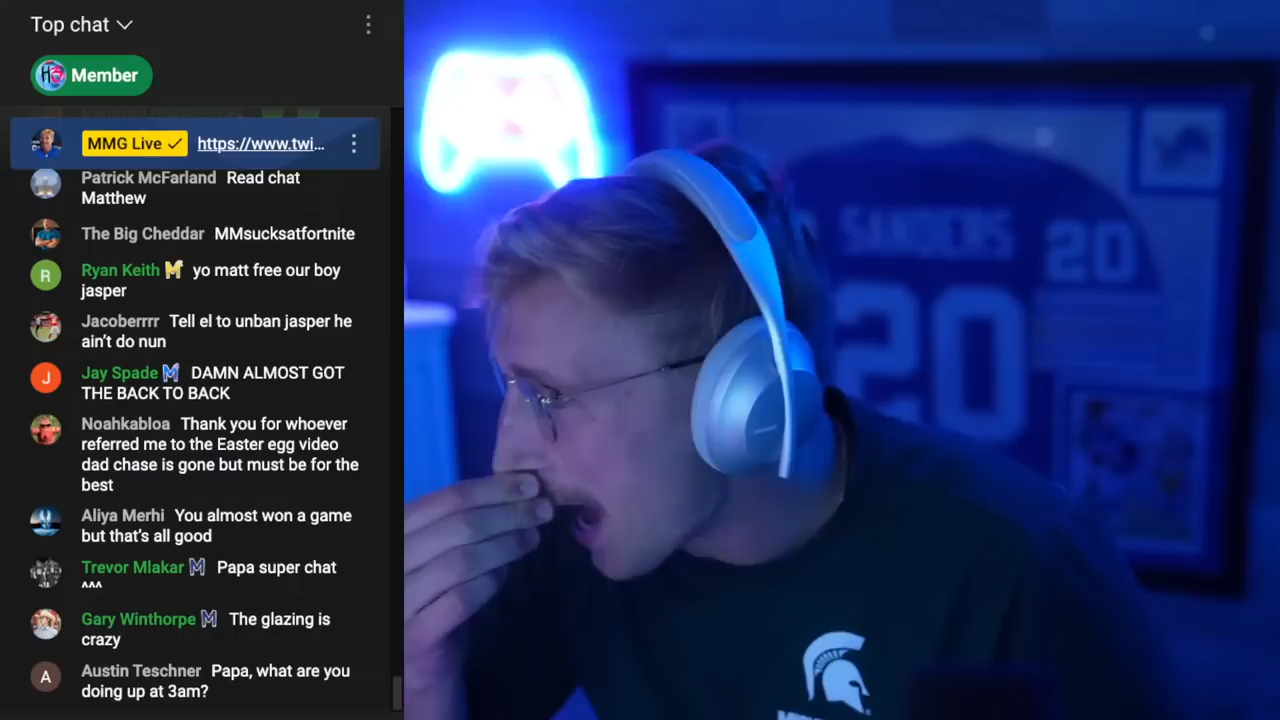 Top chat
Member
MMG Live https://www.twi...
Patrick McFarland Read chat
Matthew
The Big Cheddar MMsucksatfortnite
Ryan Keith yo matt free our boy
jasper
Jacoberrrr Tell el to unban jasper he
ain't do nun
Jay Spade DAMN ALMOST GOT
THE BACK TO BACK
Noahkabloa Thank you for whoever
referred me to the Easter egg video
dad chase is gone but must be for the
best
Aliya Merhi You almost won a game
but that's all good
Trevor Mlakar Papa super chat
^^^
Gary Winthorpe The glazing is
crazy
Austin Teschner Papa, what are you
doing up at 3am?
R
J
A
SANDERS
20
20